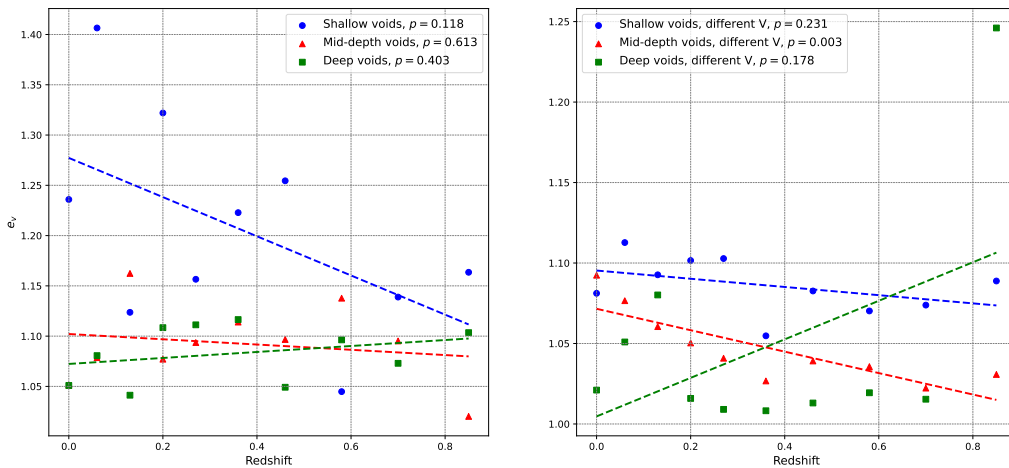 Shallow voids, p = 0.118
Mid-depth voids, p = 0.613
Deep voids, p = 0.403
1.40
1.35
1.30
1.25
1.20
1.15
1.10
1.05
e_v
0.0 0.2 0.4 0.6 0.8
Redshift
Shallow voids, different V, p = 0.231
Mid-depth voids, different V, p = 0.003
Deep voids, different V, p = 0.178
1.25
1.20
1.15
1.10
1.05
1.00
0.0 0.2 0.4 0.6 0.8
Redshift